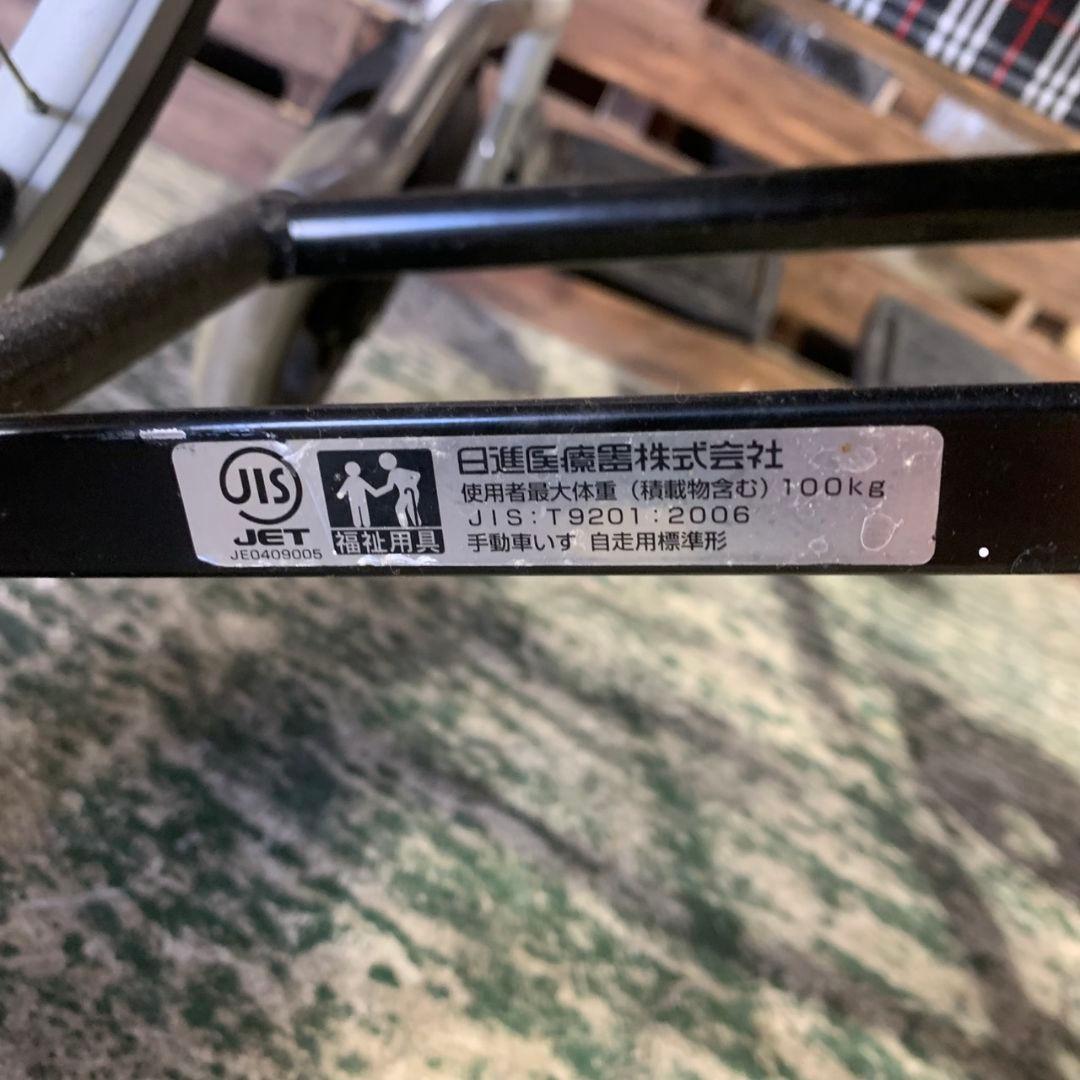 JIS
JET
JE0409005
福祉用具
日進医療器株式会社
使用者最大体重（積載物含む）100kg
JIS:T9201:2006
手動車いす 自走用標準形